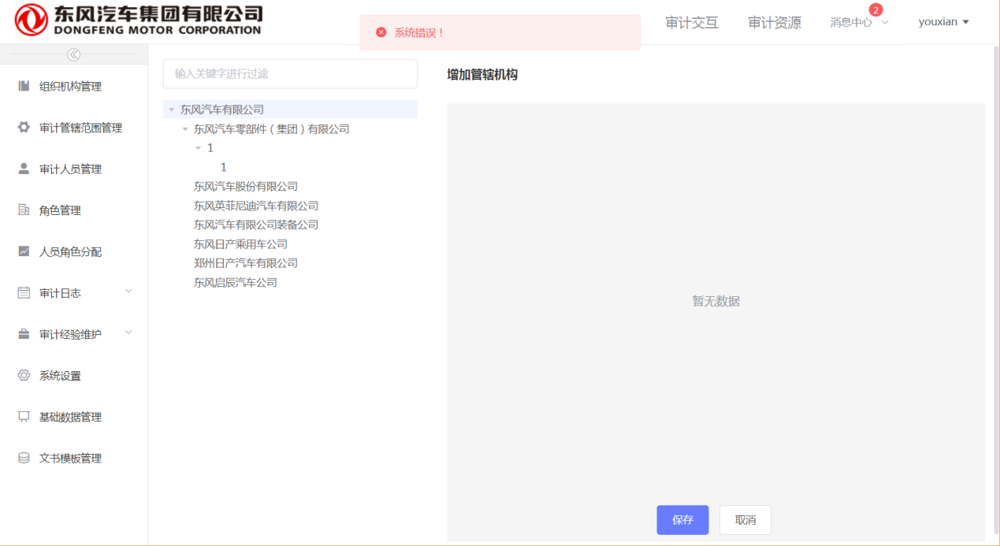 东风汽车集团有限公司
DONGFENG MOTOR CORPORATION
系统错误！
审计交互
审计资源
消息中心
2
youxian
组织机构管理
审计管辖范围管理
审计人员管理
角色管理
人员角色分配
审计日志
审计经验维护
系统设置
基础数据管理
文书模板管理
输入关键字进行过滤
东风汽车有限公司
东风汽车零部件（集团）有限公司
1
1
东风汽车股份有限公司
东风英菲尼迪汽车有限公司
东风汽车有限公司装备公司
东风日产乘用车公司
郑州日产汽车有限公司
东风启辰汽车公司
增加管辖机构
暂无数据
保存
取消